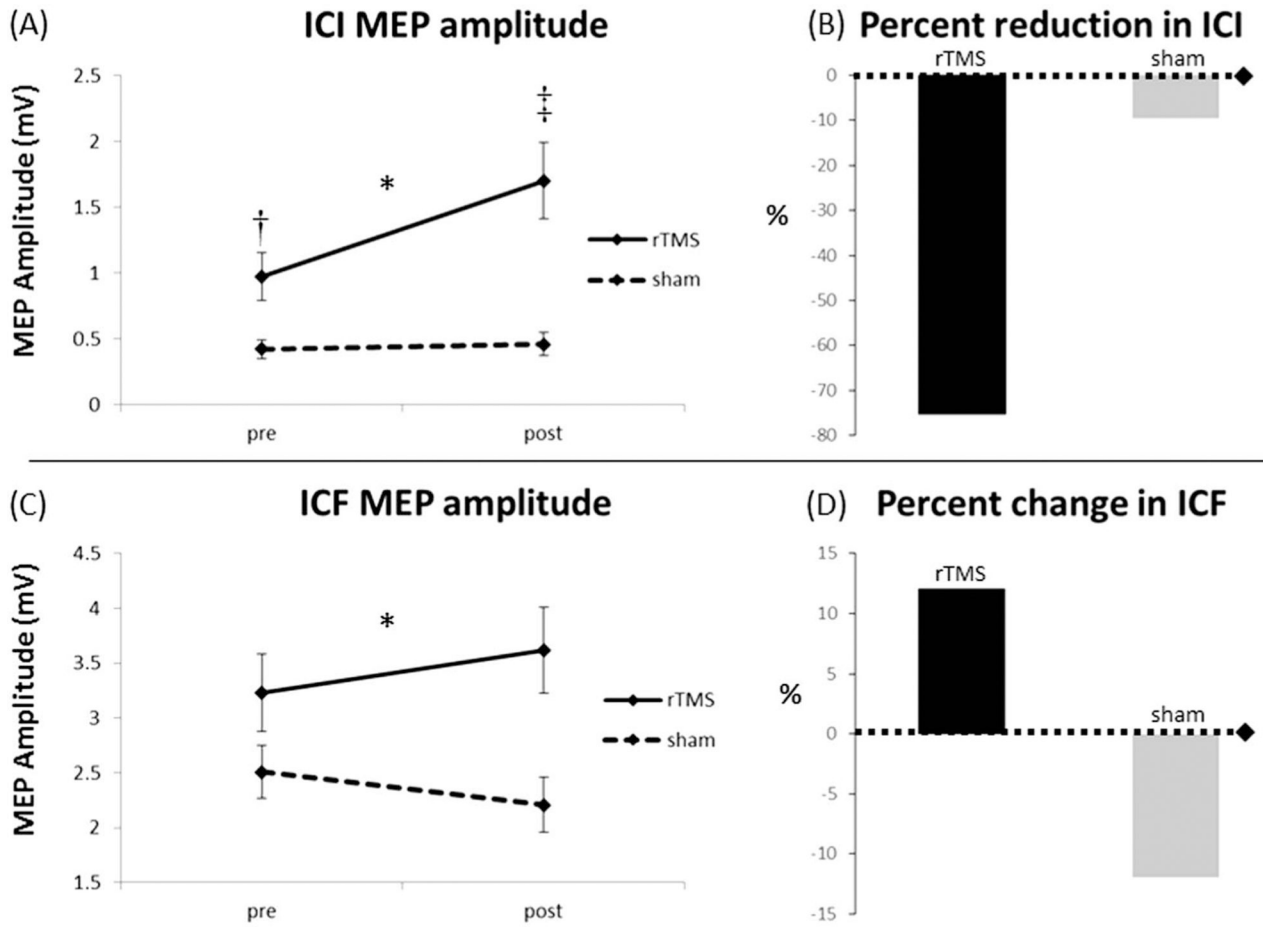 (A) ICI MEP amplitude
MEP Amplitude (mV)
2.5
2
1.5
1
0.5
0
†
*
‡
pre
post
rTMS
sham
(B) Percent reduction in ICI
rTMS
sham
%
0
-10
-20
-30
-40
-50
-60
-70
-80
(C) ICF MEP amplitude
MEP Amplitude (mV)
4.5
4
3.5
3
2.5
2
1.5
*
pre
post
rTMS
sham
(D) Percent change in ICF
rTMS
sham
%
15
10
5
0
-5
-10
-15